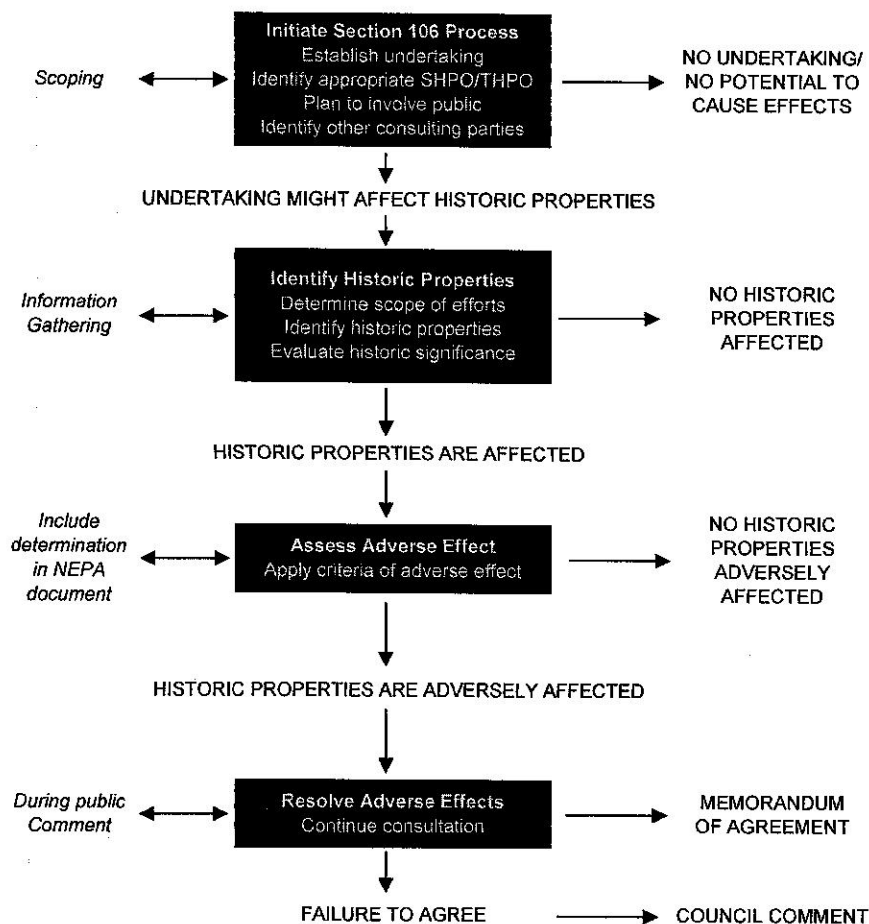 Initiate Section 106 Process
Establish undertaking
Identify appropriate SHPO/THPO
Plan to involve public
Identify other consulting parties
Scoping
NO UNDERTAKING/
NO POTENTIAL TO
CAUSE EFFECTS
UNDERTAKING MIGHT AFFECT HISTORIC PROPERTIES
Identify Historic Properties
Determine scope of efforts
Identify historic properties
Evaluate historic significance
Information
Gathering
NO HISTORIC
PROPERTIES
AFFECTED
HISTORIC PROPERTIES ARE AFFECTED
Include
determination
in NEPA
document
Assess Adverse Effect
Apply criteria of adverse effect
NO HISTORIC
PROPERTIES
ADVERSELY
AFFECTED
HISTORIC PROPERTIES ARE ADVERSELY AFFECTED
During public
Comment
Resolve Adverse Effects
Continue consultation
MEMORANDUM
OF AGREEMENT
FAILURE TO AGREE
COUNCIL COMMENT